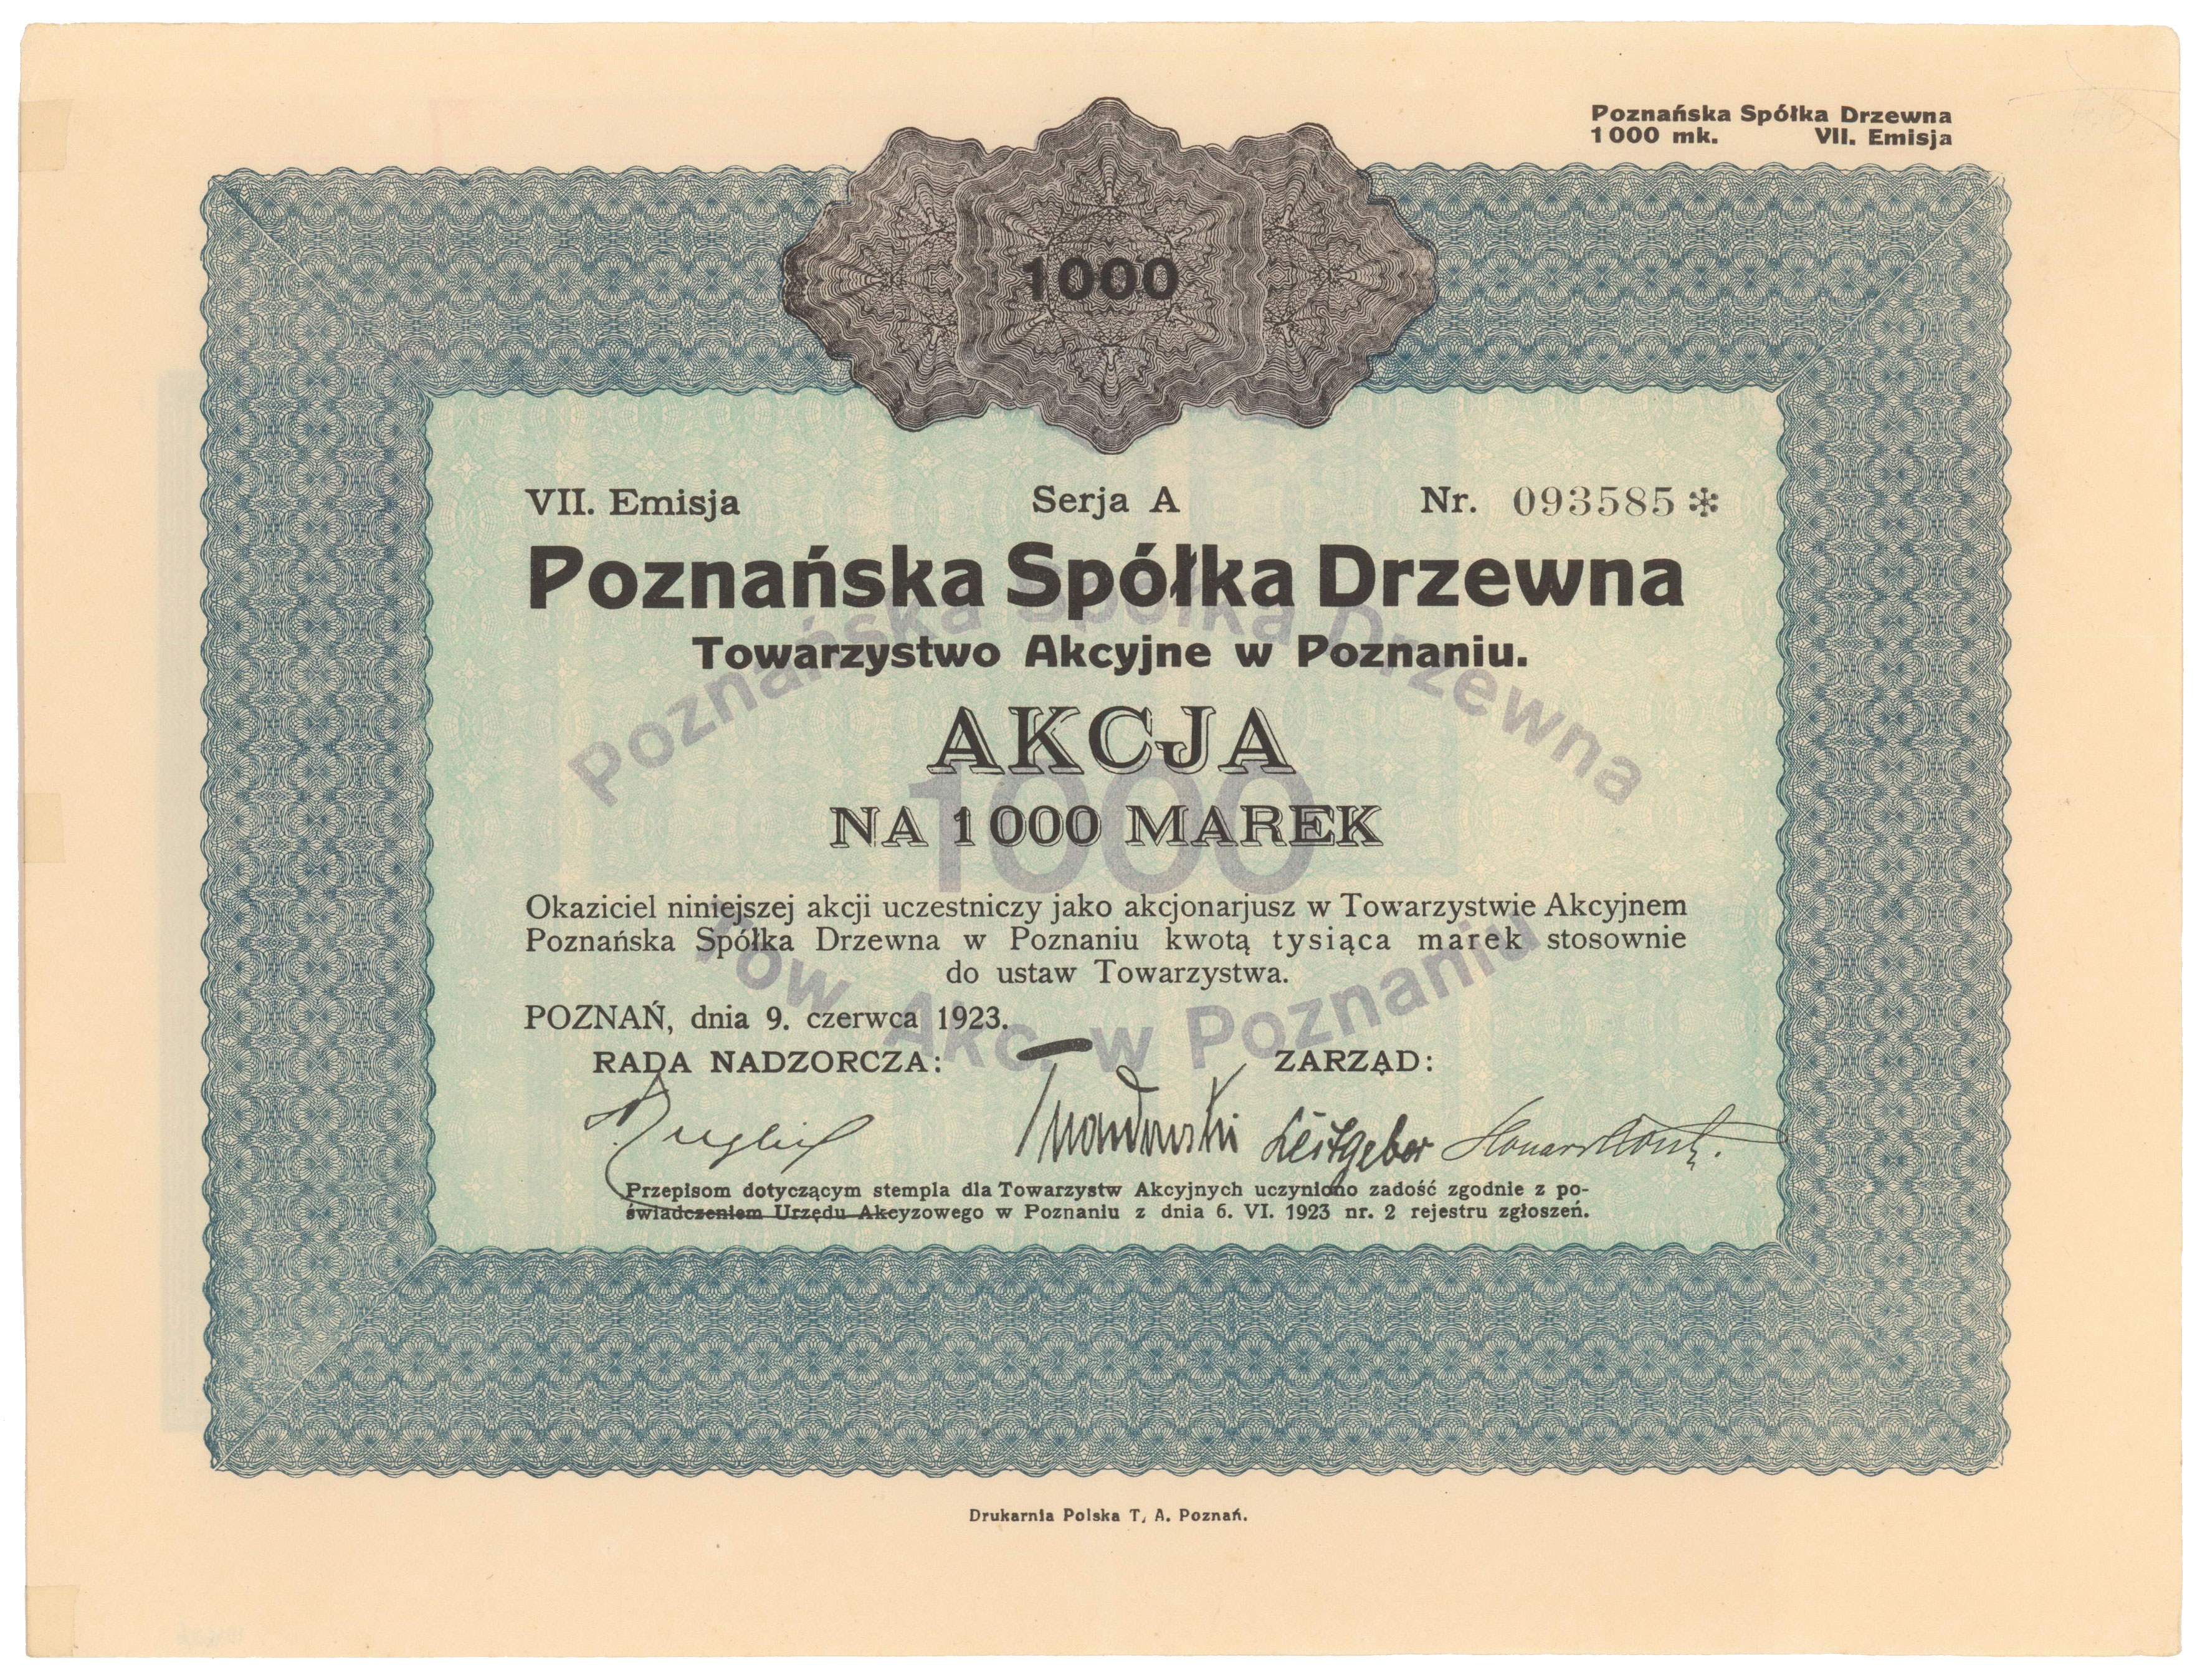 Poznańska Spółka Drzewna
1000 mk. VII. Emisja
1000
VII. Emisja Serja A Nr. 093585*
Poznańska Spółka Drzewna
Towarzystwo Akcyjne w Poznaniu.
Poznańska Spółka Drzewna
AKCJA
1000
NA 1000 MAREK
Okaziciel niniejszej akcji uczestniczy jako akcjonarjusz w Towarzystwie Akcyjnem
Poznańska Spółka Drzewna w Poznaniu kwotą tysiąca marek stosownie
do ustaw Towarzystwa.
Tow. Akc. w Poznaniu
POZNAŃ, dnia 9. czerwca 1923.
RADA NADZORCZA: ZARZĄD:
Leitgeber
Przepisom dotyczącym stempla dla Towarzystw Akcyjnych uczyniono zadość zgodnie z po-
świadczeniem Urzędu Akcyzowego w Poznaniu z dnia 6. VI. 1923 nr. 2 rejestru zgłoszeń.
Drukarnia Polska T, A. Poznań.